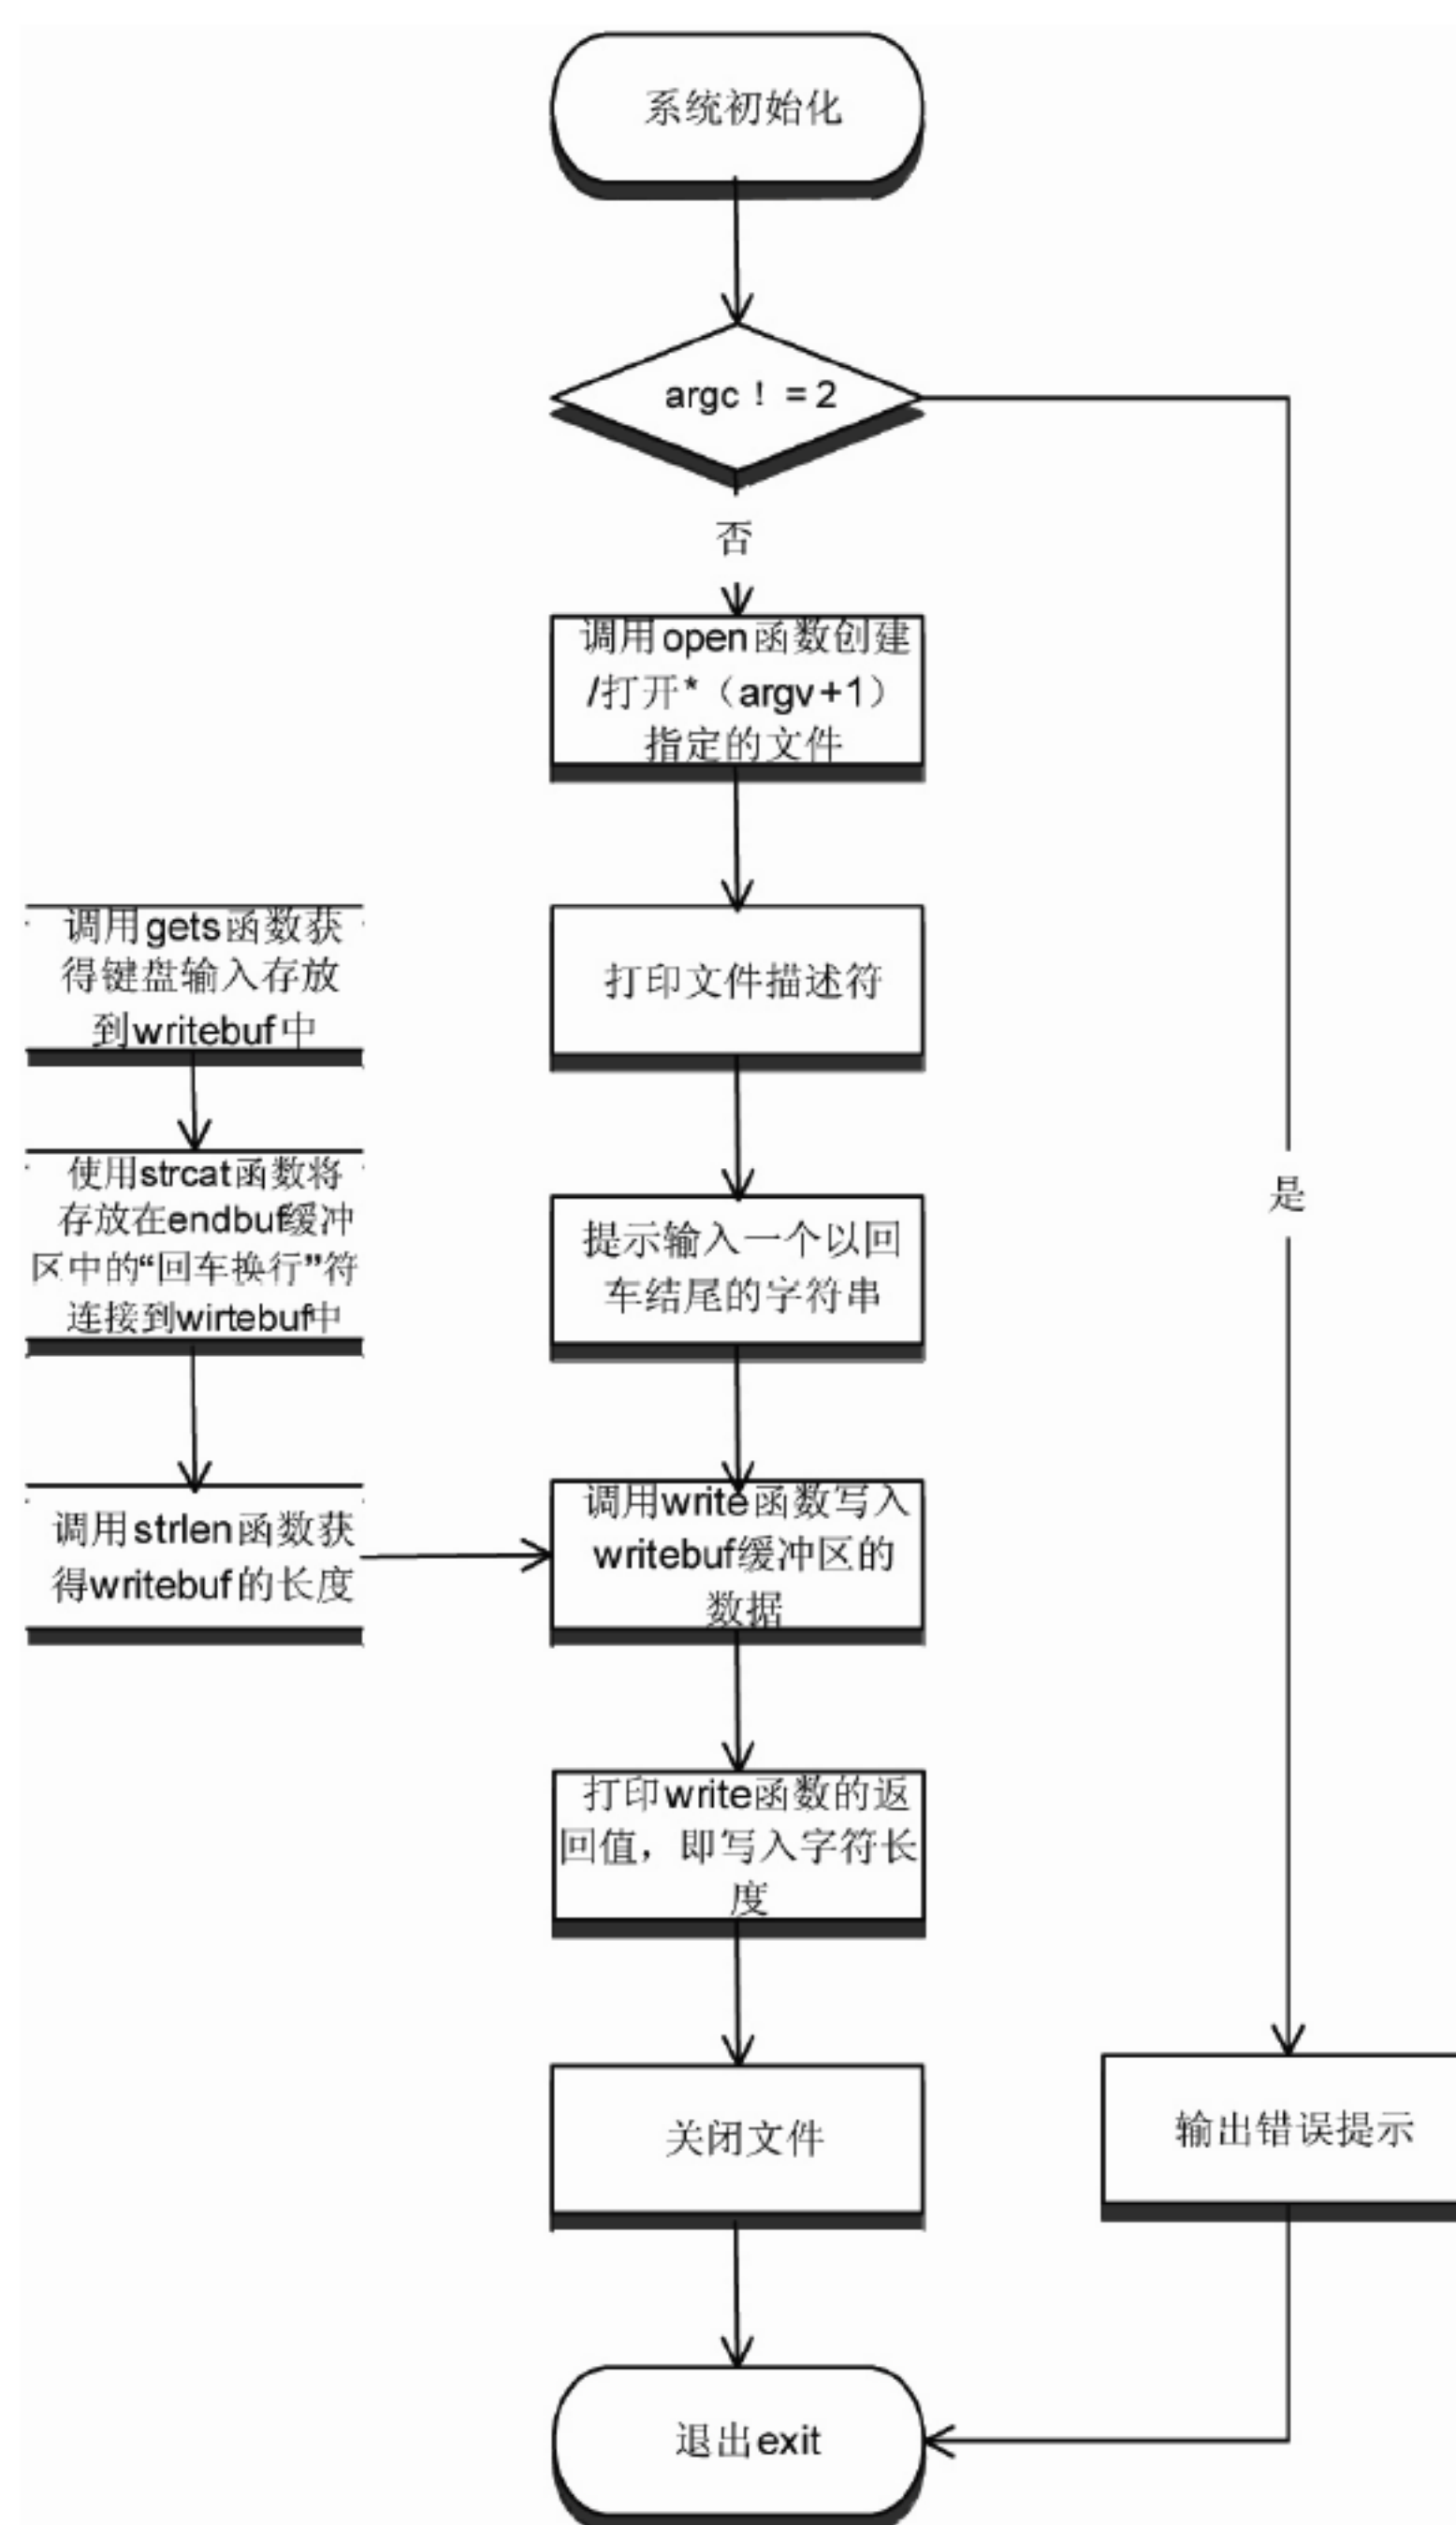 系统初始化
argc！=2
否
调用open函数创建
/打开*（argv+1）
指定的文件
打印文件描述符
提示输入一个以回
车结尾的字符串
调用gets函数获
得键盘输入存放
到writebuf中
使用strcat函数将
存放在endbuf缓冲
区中的“回车换行”符
连接到wirtebuf中
调用strlen函数获
得writebuf的长度
调用write函数写入
writebuf缓冲区的
数据
打印write函数的返
回值，即写入字符长
度
关闭文件
是
输出错误提示
退出exit